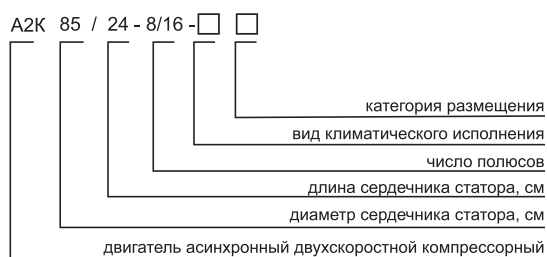 А2К 85 / 24 - 8/16 -
категория размещения
вид климатического исполнения
число полюсов
длина сердечника статора, см
диаметр сердечника статора, см
двигатель асинхронный двухскоростной компрессорный